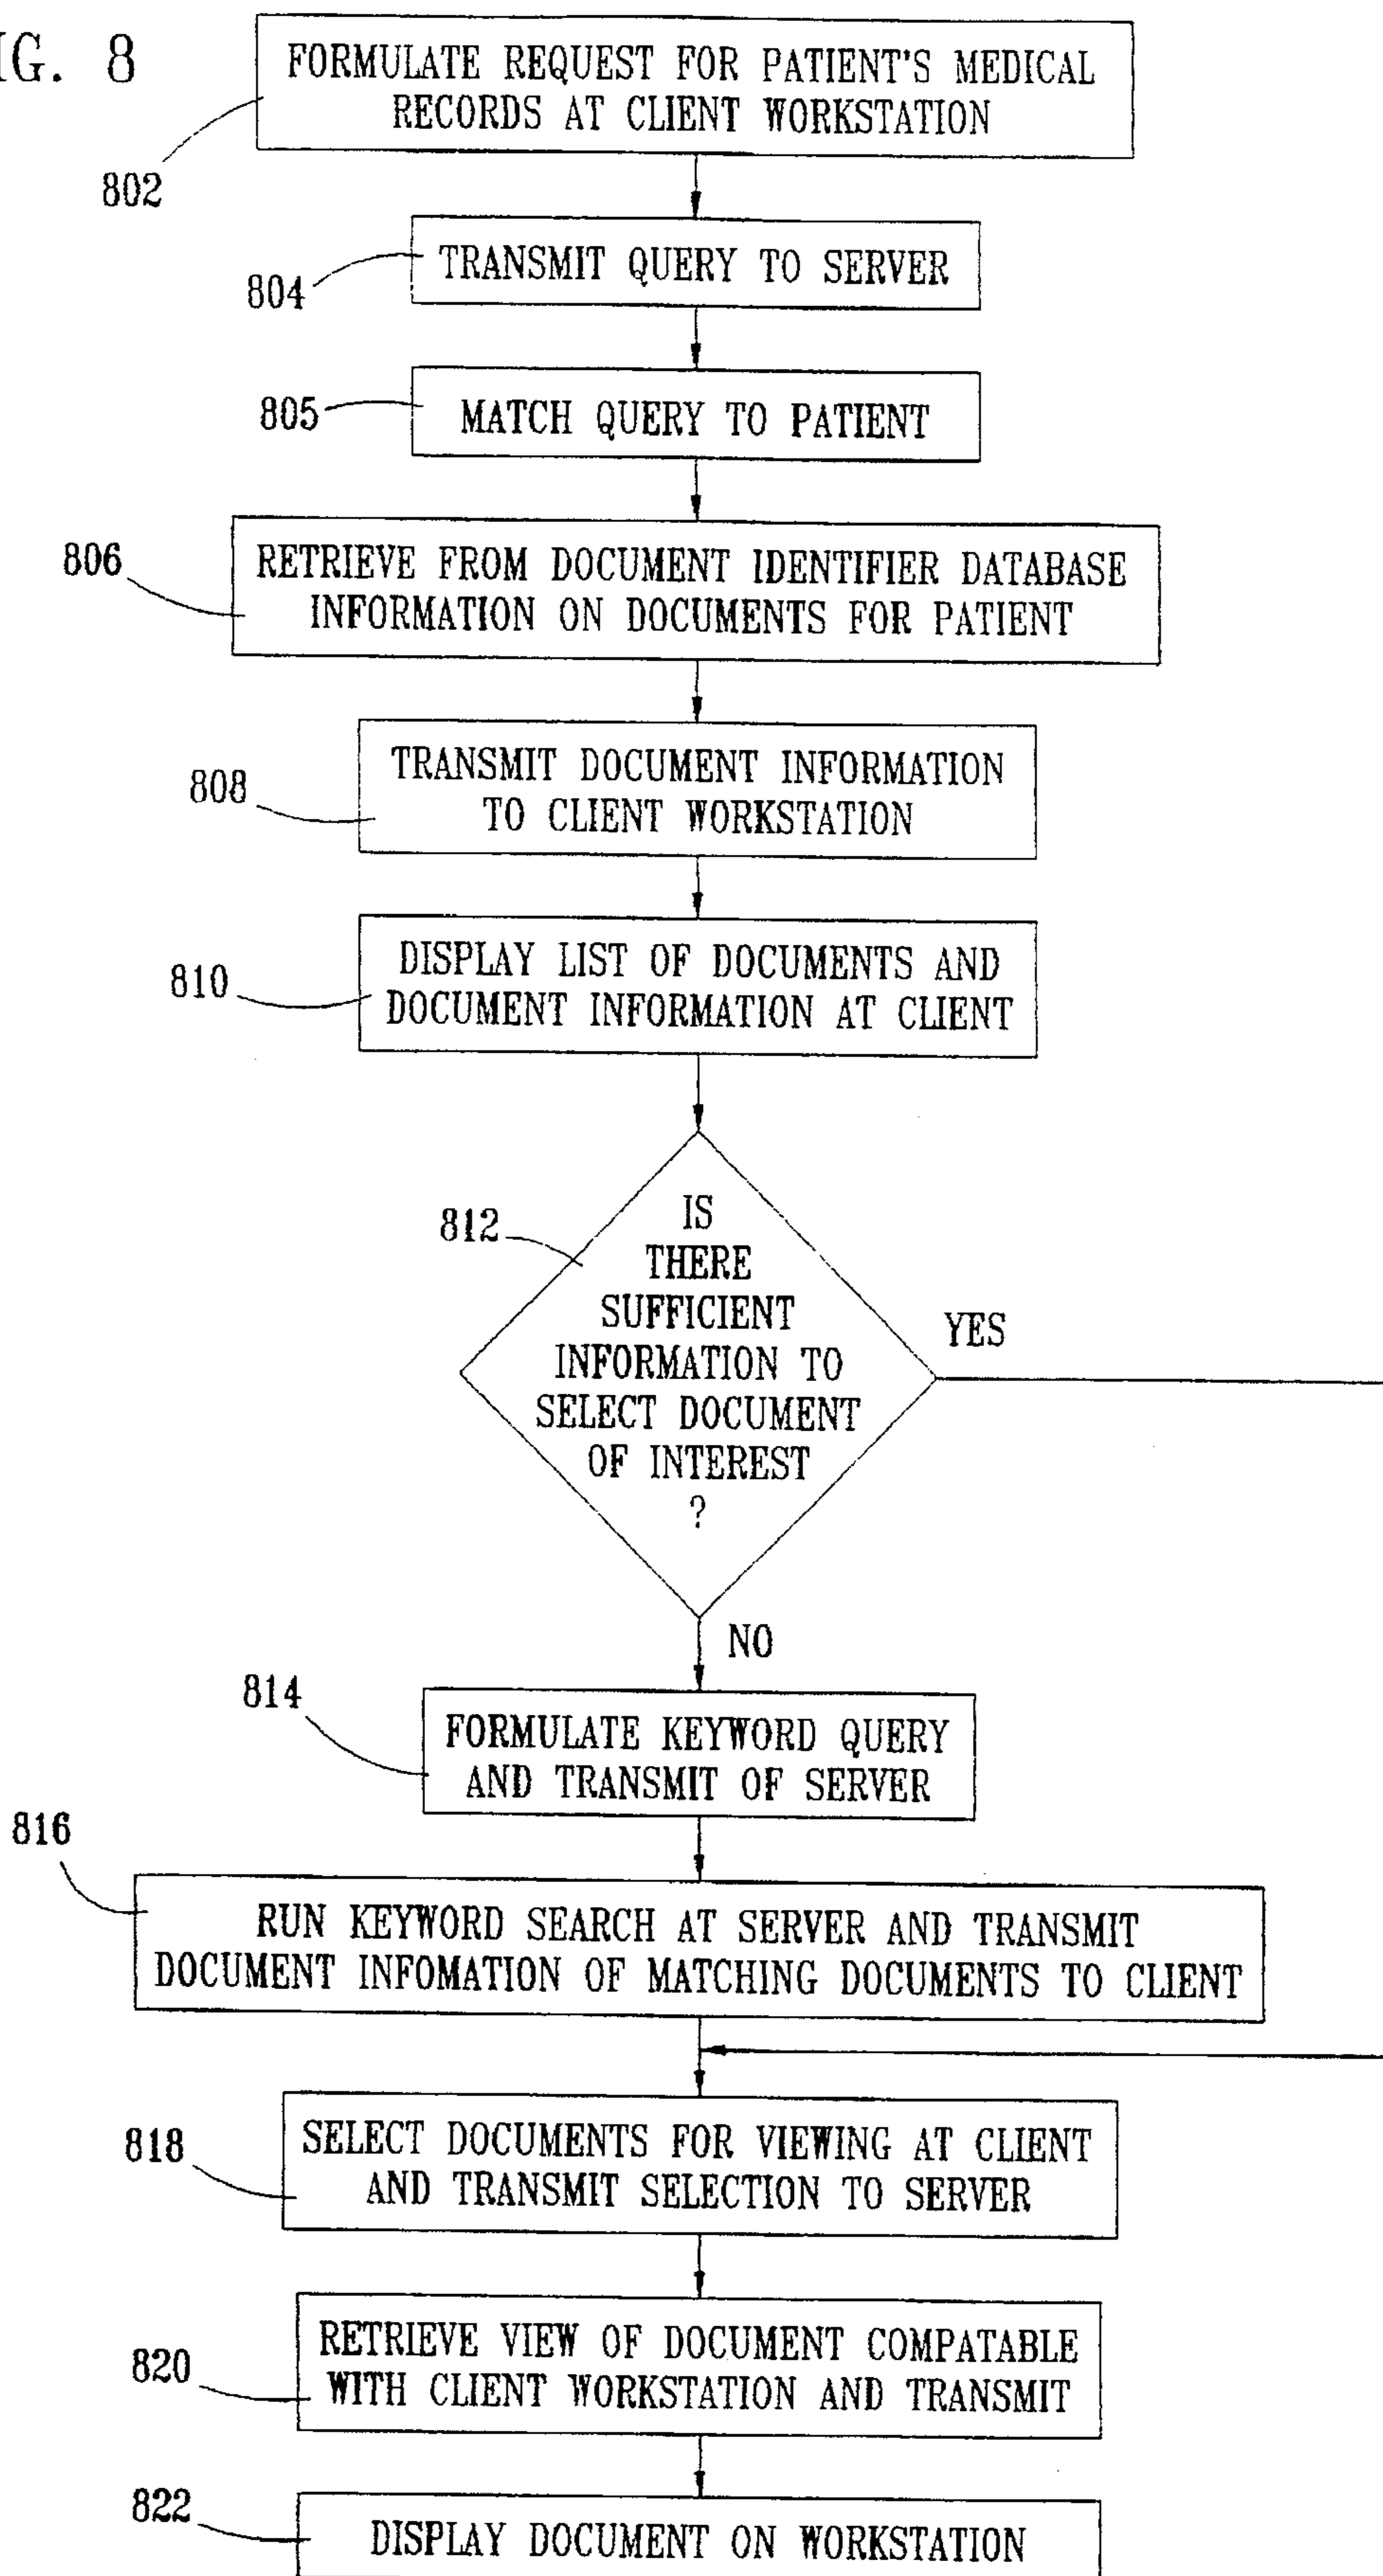 IG. 8
FORMULATE REQUEST FOR PATIENT'S MEDICAL
RECORDS AT CLIENT WORKSTATION
802
TRANSMIT QUERY TO SERVER
804
MATCH QUERY TO PATIENT
805
806
RETRIEVE FROM DOCUMENT IDENTIFIER DATABASE
INFORMATION ON DOCUMENTS FOR PATIENT
TRANSMIT DOCUMENT INFORMATION
TO CLIENT WORKSTATION
808
DISPLAY LIST OF DOCUMENTS AND
DOCUMENT INFORMATION AT CLIENT
810
812
IS
THERE
SUFFICIENT
INFORMATION TO
SELECT DOCUMENT
OF INTEREST
?
YES
NO
814
FORMULATE KEYWORD QUERY
AND TRANSMIT OF SERVER
816
RUN KEYWORD SEARCH AT SERVER AND TRANSMIT
DOCUMENT INFOMATION OF MATCHING DOCUMENTS TO CLIENT
818
SELECT DOCUMENTS FOR VIEWING AT CLIENT
AND TRANSMIT SELECTION TO SERVER
820
RETRIEVE VIEW OF DOCUMENT COMPATABLE
WITH CLIENT WORKSTATION AND TRANSMIT
822
DISPLAY DOCUMENT ON WORKSTATION